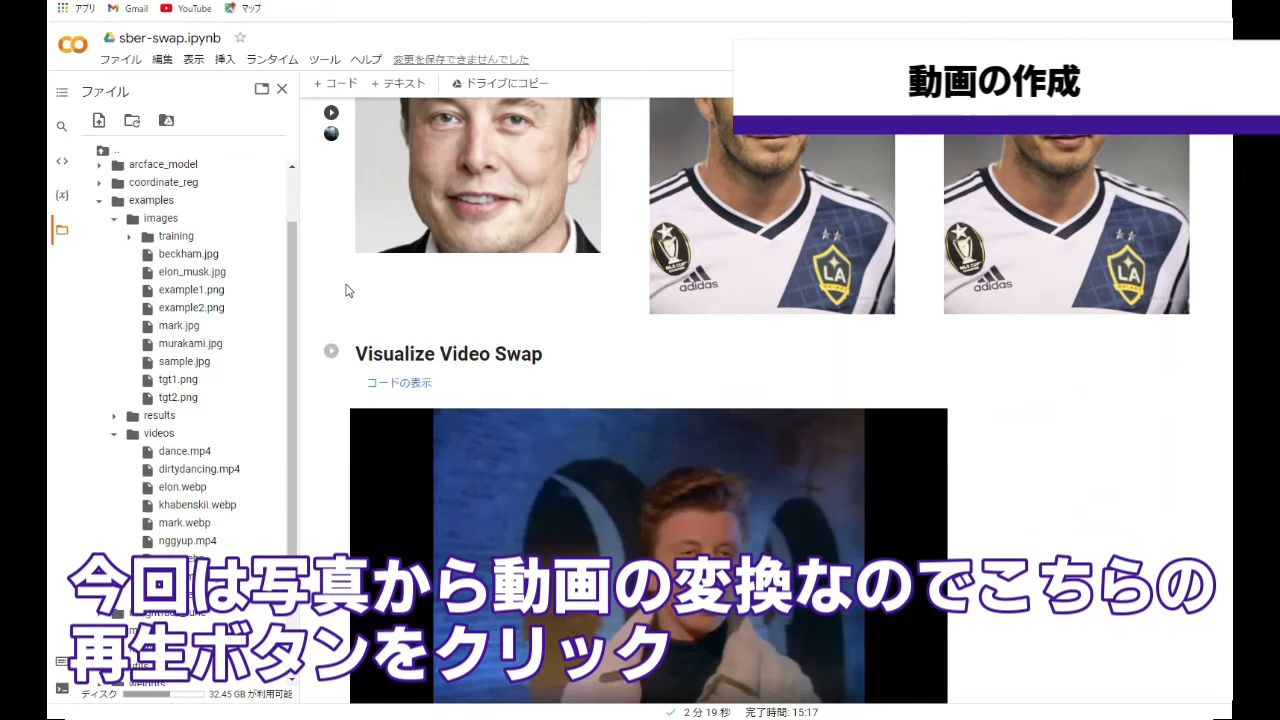 アプリ Gmail YouTube マップ
sber-swap.ipynb
ファイル 編集 表示 挿入 ランタイム ツール ヘルプ 変更を保存できませんでした
ファイル
+ コード + テキスト ドライブにコピー
動画の作成
..
arcface_model
coordinate_reg
examples
images
training
beckham.jpg
elon_musk.jpg
example1.png
example2.png
mark.jpg
murakami.jpg
sample.jpg
tgt1.png
tgt2.png
results
videos
dance.mp4
dirtydancing.mp4
elon.webp
khabenskii.webp
mark.webp
nggyup.mp4
{x}
adidas
LA
adidas
LA
Visualize Video Swap
コードの表示
今回は写真から動画の変換なのでこちらの
再生ボタンをクリック
ディスク 32.45 GB が利用可能
2 分 19 秒 完了時間: 15:17